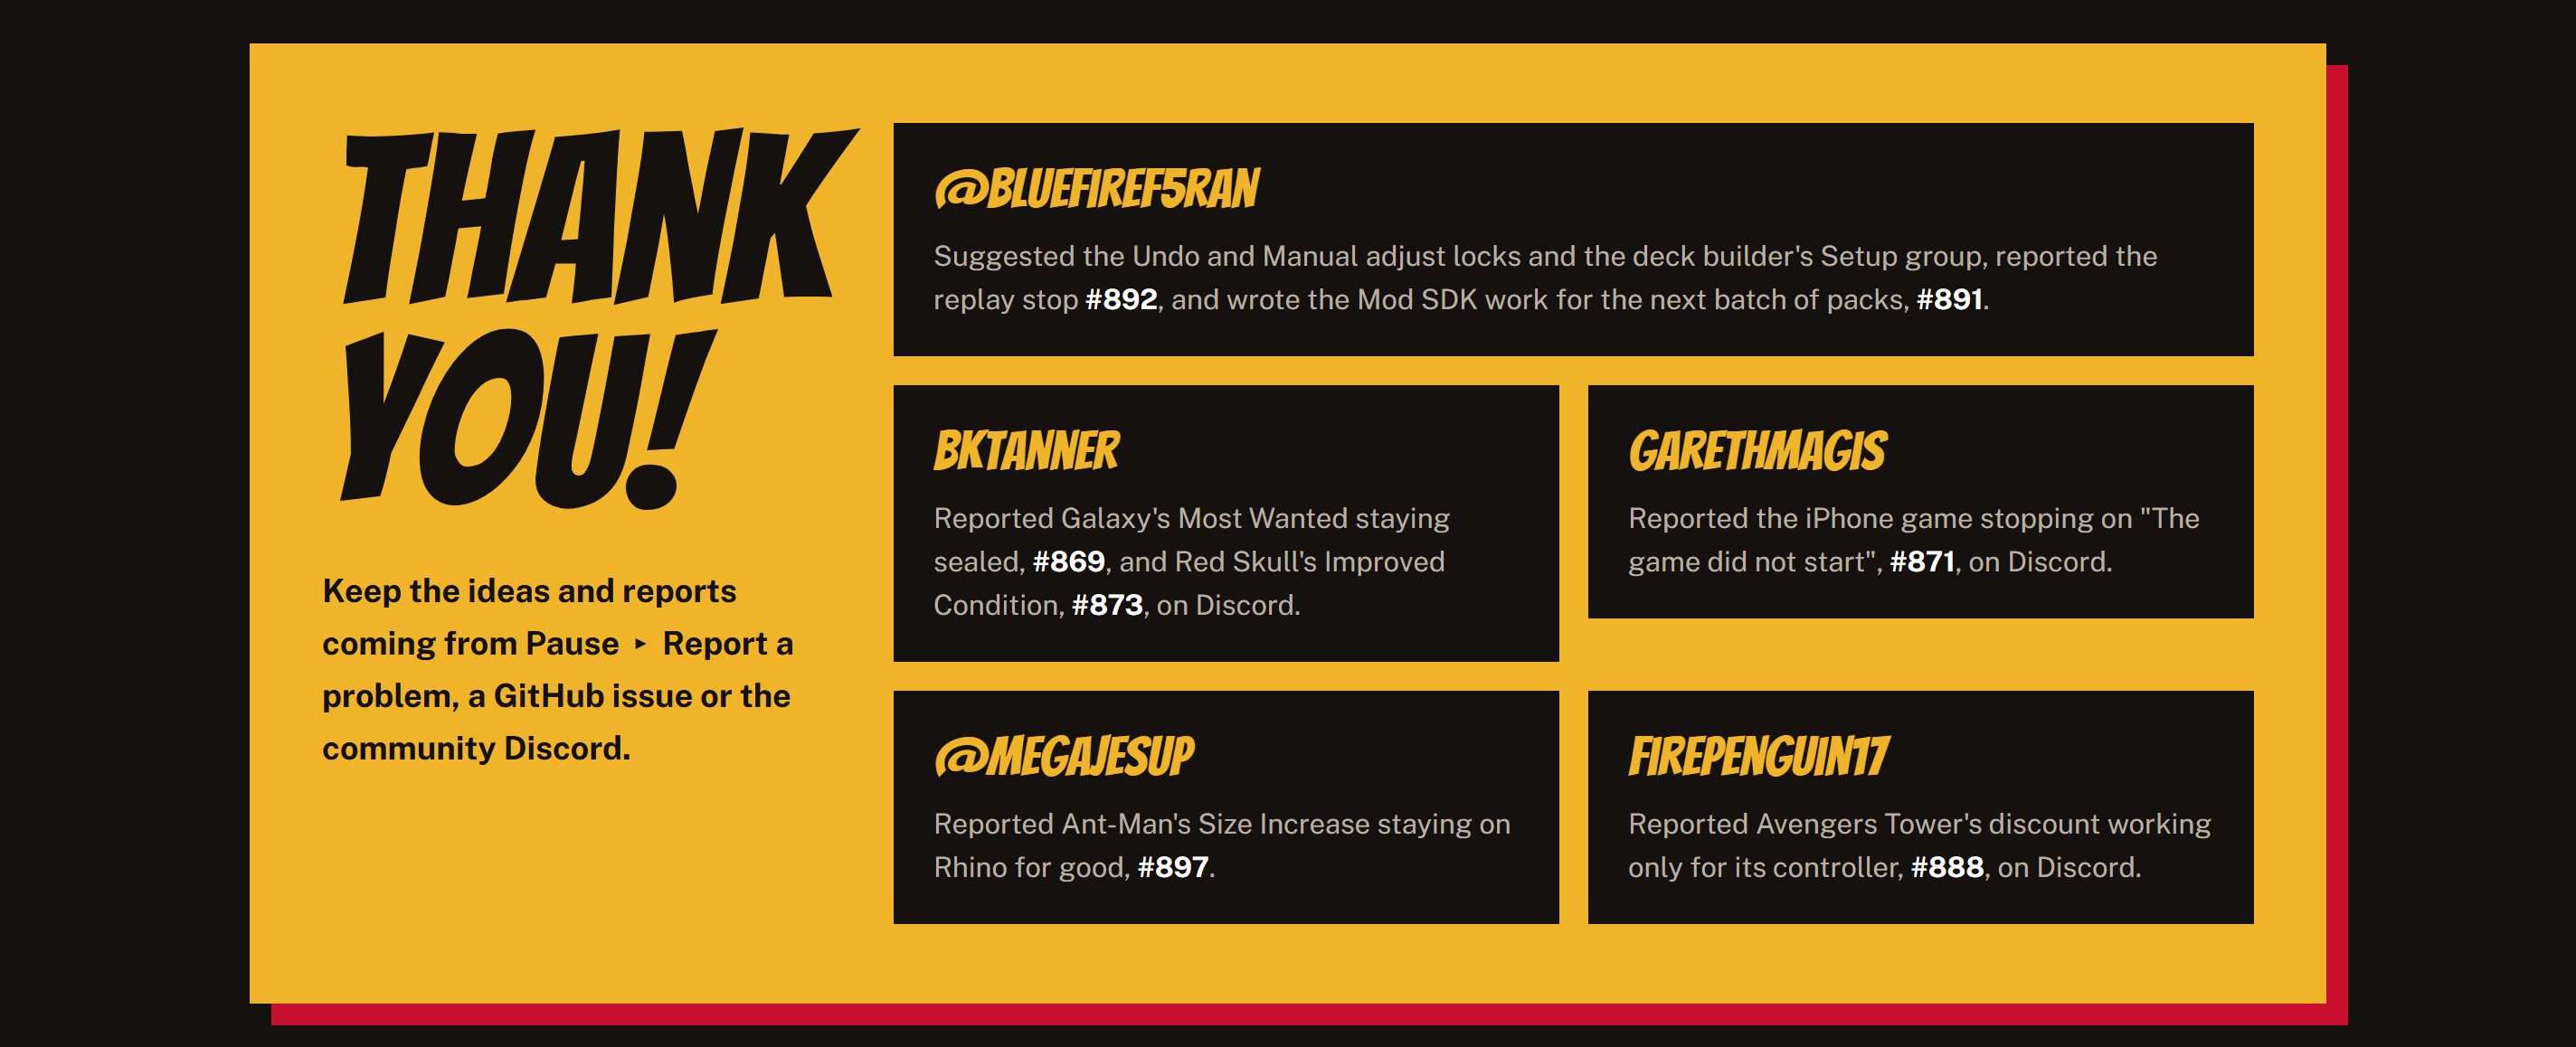 THANK
YOU!
Keep the ideas and reports
coming from Pause ▸ Report a
problem, a GitHub issue or the
community Discord.
@BLUEFIREF5RAN
Suggested the Undo and Manual adjust locks and the deck builder's Setup group, reported the
replay stop #892, and wrote the Mod SDK work for the next batch of packs, #891.
BKTANNER
Reported Galaxy's Most Wanted staying
sealed, #869, and Red Skull's Improved
Condition, #873, on Discord.
GARETHMAGIS
Reported the iPhone game stopping on "The
game did not start", #871, on Discord.
@MEGAJESUP
Reported Ant-Man's Size Increase staying on
Rhino for good, #897.
FIREPENGUIN17
Reported Avengers Tower's discount working
only for its controller, #888, on Discord.